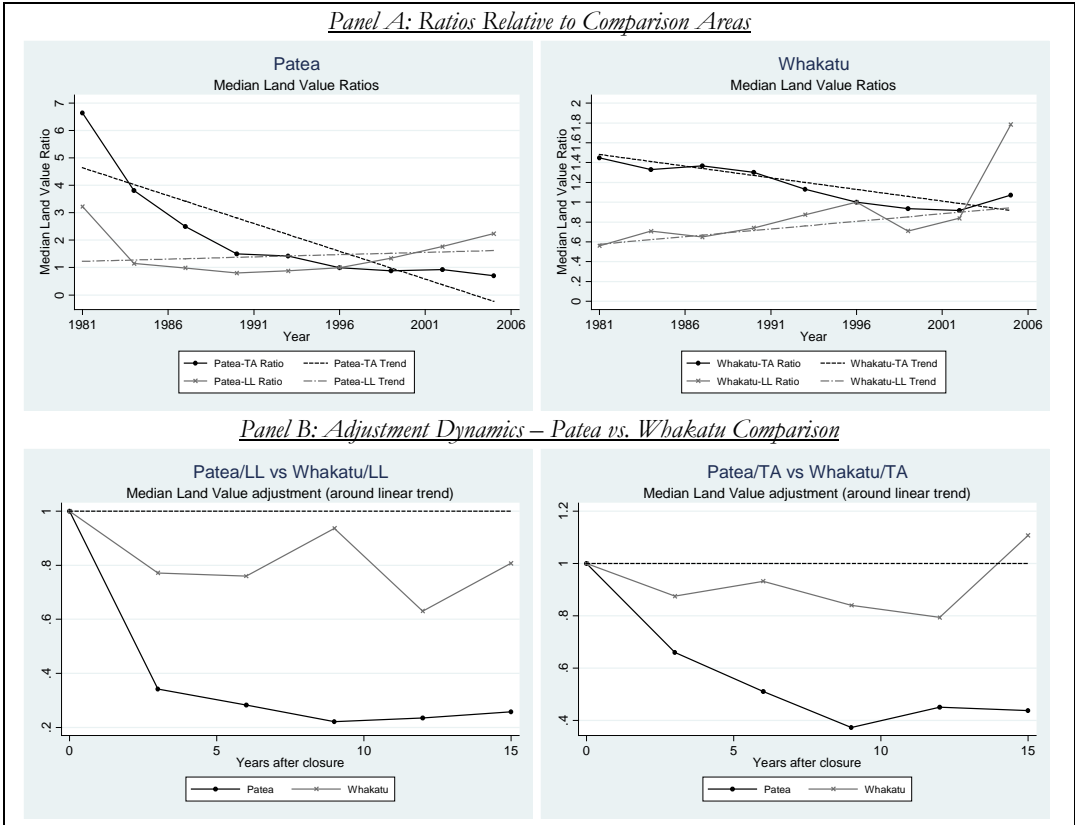 Panel A: Ratios Relative to Comparison Areas
Patea
Median Land Value Ratios
Median Land Value Ratio
7
6
5
4
3
2
1
0
1981 1986 1991 1996 2001 2006
Year
Patea-TA Ratio Patea-TA Trend
Patea-LL Ratio Patea-LL Trend
Whakatu
Median Land Value Ratios
Median Land Value Ratio
2
1.8
1.6
1.4
1.2
1
.8
.6
.4
.2
0
1981 1986 1991 1996 2001 2006
Year
Whakatu-TA Ratio Whakatu-TA Trend
Whakatu-LL Ratio Whakatu-LL Trend
Panel B: Adjustment Dynamics – Patea vs. Whakatu Comparison
Patea/LL vs Whakatu/LL
Median Land Value adjustment (around linear trend)
1
.8
.6
.4
.2
0 5 10 15
Years after closure
Patea Whakatu
Patea/TA vs Whakatu/TA
Median Land Value adjustment (around linear trend)
1.2
1
.8
.6
.4
0 5 10 15
Years after closure
Patea Whakatu